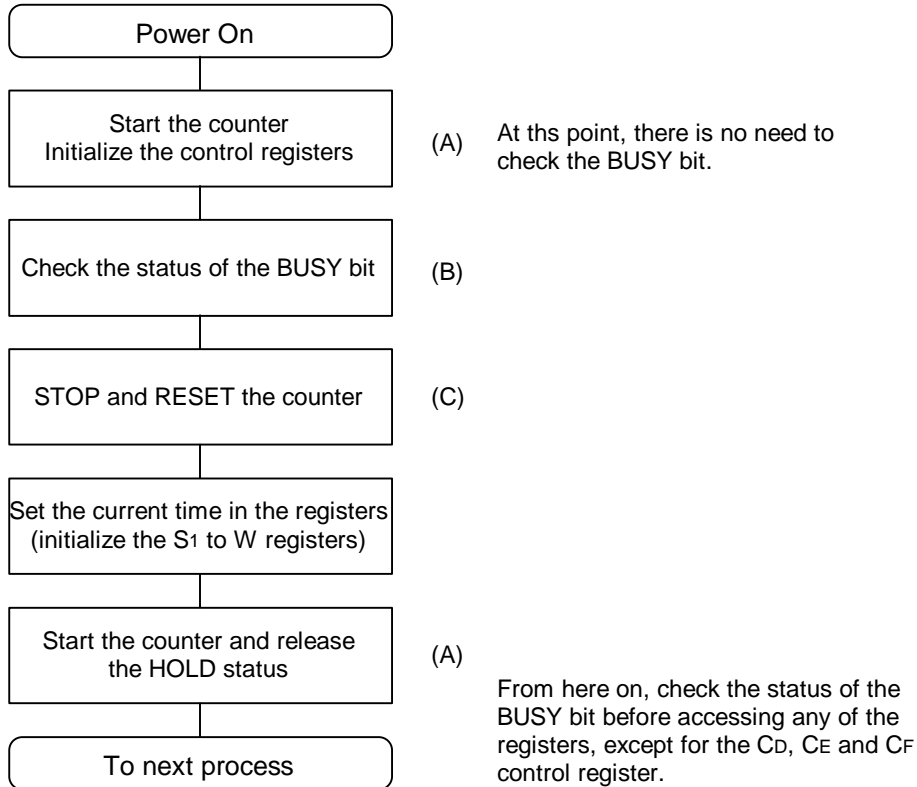 Power On
Start the counter
Initialize the control registers
(A)
At ths point, there is no need to
check the BUSY bit.
Check the status of the BUSY bit
(B)
STOP and RESET the counter
(C)
Set the current time in the registers
(initialize the S1 to W registers)
Start the counter and release
the HOLD status
(A)
From here on, check the status of the
BUSY bit before accessing any of the
registers, except for the CD, CE and CF
control register.
To next process